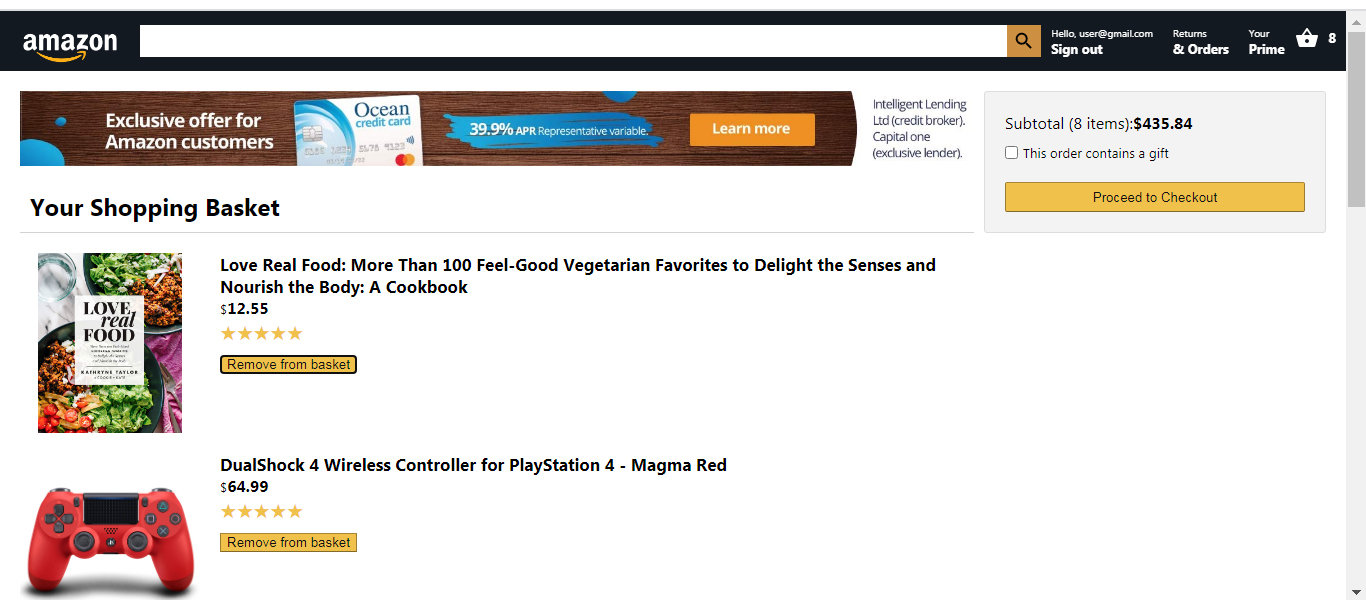 amazon
Hello, user@gmail.com
Sign out
Returns
& Orders
Your
Prime
8
Exclusive offer for
Amazon customers
Ocean
credit card
39.9% APR Representative variable.
Learn more
Intelligent Lending
Ltd (credit broker).
Capital one
(exclusive lender).
Subtotal (8 items):$435.84
This order contains a gift
Proceed to Checkout
Your Shopping Basket
LOVE
real
FOOD
KATHRYNE TAYLOR
Love Real Food: More Than 100 Feel-Good Vegetarian Favorites to Delight the Senses and
Nourish the Body: A Cookbook
$12.55
Remove from basket
DualShock 4 Wireless Controller for PlayStation 4 - Magma Red
$64.99
Remove from basket